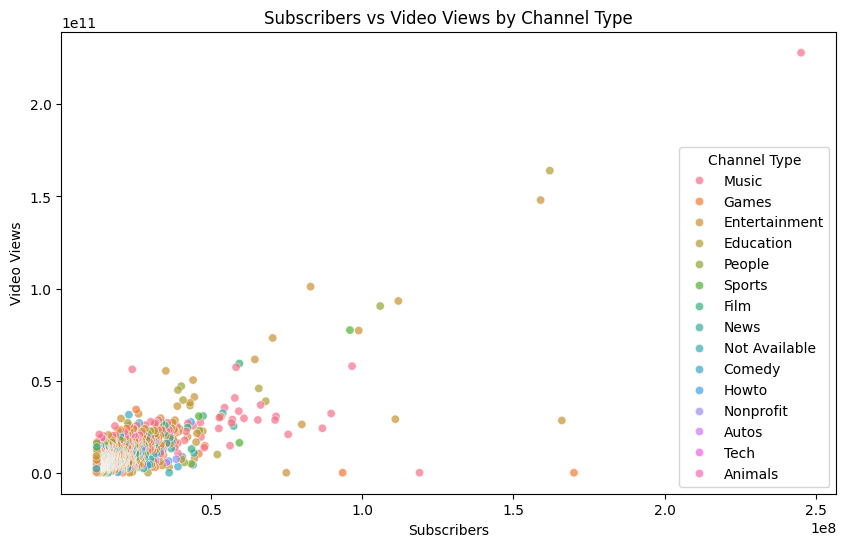 Subscribers vs Video Views by Channel Type
1e11
2.0
1.5
1.0
0.5
0.0
Video Views
0.5
1.0
1.5
2.0
2.5
1e8
Subscribers
Channel Type
Music
Games
Entertainment
Education
People
Sports
Film
News
Not Available
Comedy
Howto
Nonprofit
Autos
Tech
Animals